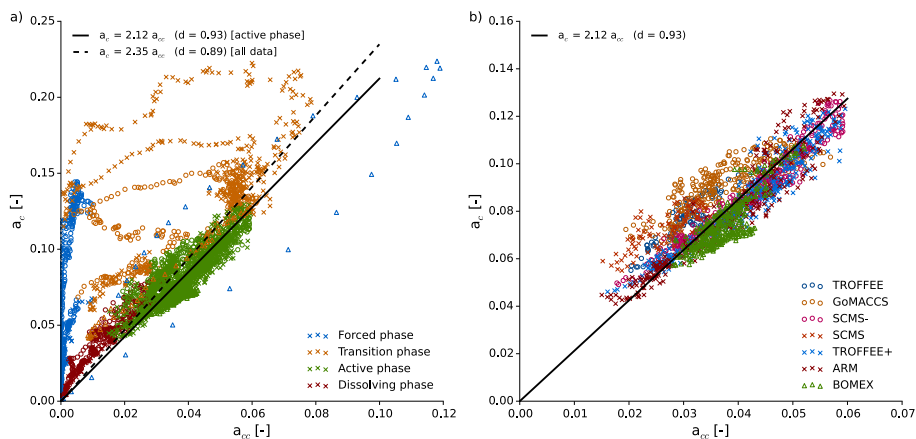 a)
a_c = 2.12 a_cc (d = 0.93) [active phase]
a_c = 2.35 a_cc (d = 0.89) [all data]
a_c [-]
0.25
0.20
0.15
0.10
0.05
0.00
Forced phase
Transition phase
Active phase
Dissolving phase
0.00 0.02 0.04 0.06 0.08 0.10 0.12
a_cc [-]
b)
a_c = 2.12 a_cc (d = 0.93)
a_c [-]
0.16
0.14
0.12
0.10
0.08
0.06
0.04
0.02
0.00
TROFFEE
GoMACCS
SCMS-
SCMS
TROFFEE+
ARM
BOMEX
0.00 0.01 0.02 0.03 0.04 0.05 0.06 0.07
a_cc [-]